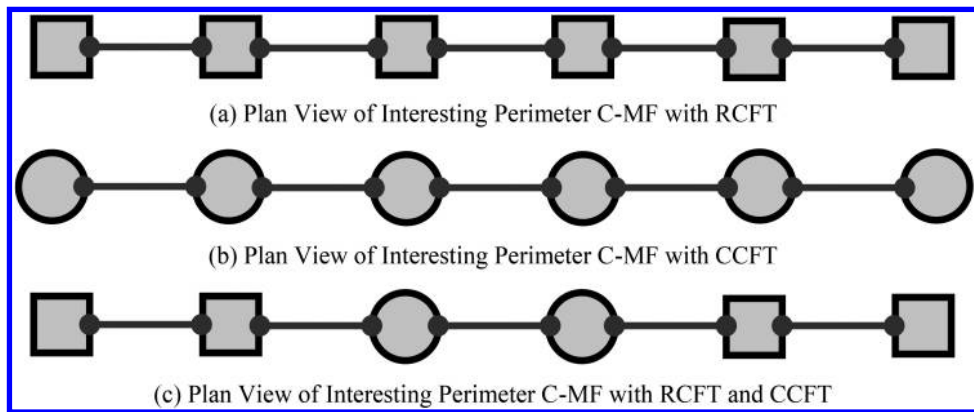 (a) Plan View of Interesting Perimeter C-MF with RCFT
(b) Plan View of Interesting Perimeter C-MF with CCFT
(c) Plan View of Interesting Perimeter C-MF with RCFT and CCFT